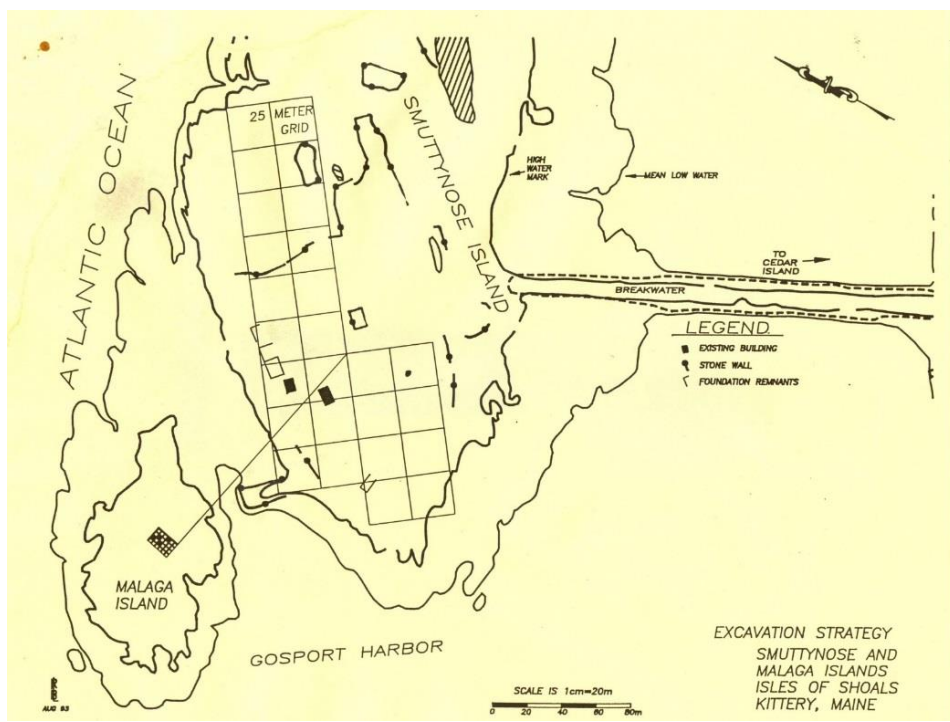 ATLANTIC OCEAN
25 METER
GRID
SMUTTYNOSE ISLAND
HIGH
WATER
MARK
MEAN LOW WATER
TO
CEDAR
ISLAND
BREAKWATER
LEGEND
EXISTING BUILDING
STONE WALL
FOUNDATION REMNANTS
MALAGA
ISLAND
GOSPORT HARBOR
EXCAVATION STRATEGY
SMUTTYNOSE AND
MALAGA ISLANDS
ISLES OF SHOALS
KITTERY, MAINE
SCALE IS 1cm=20m
0 20 40 60 80m
AUG 93